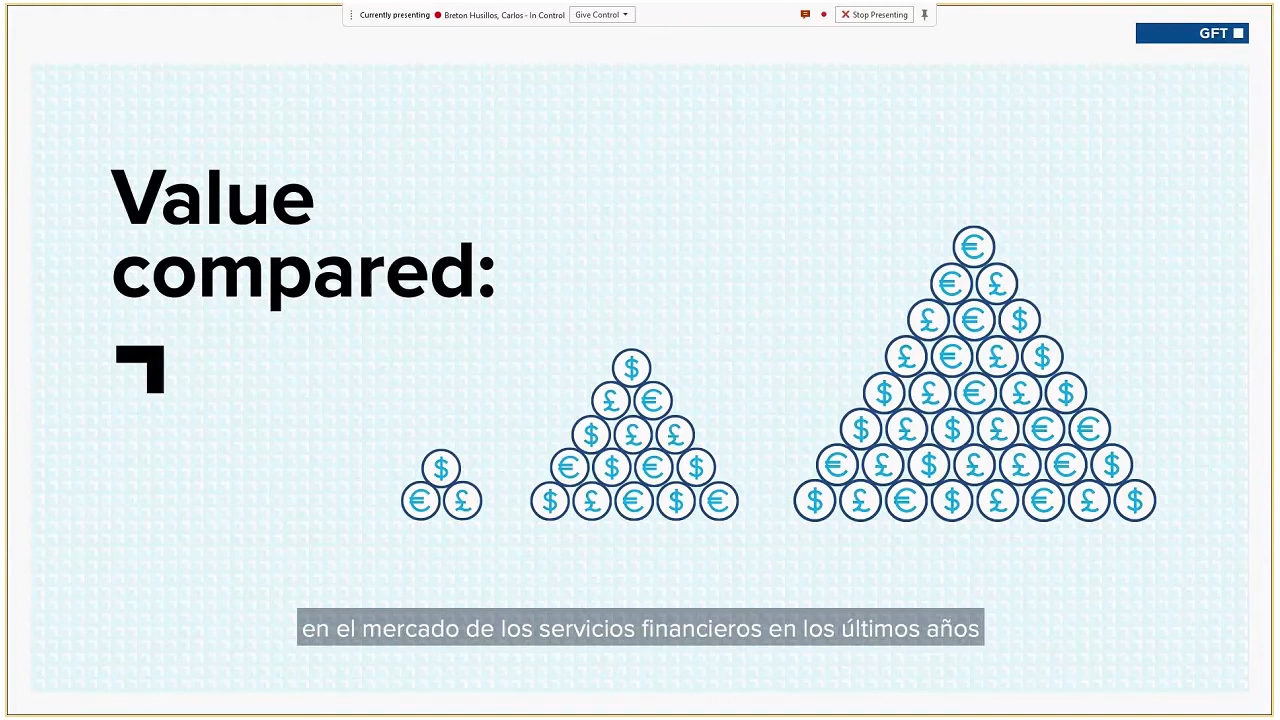 Currently presenting Breton Husillos, Carlos - In Control Give Control Stop Presenting
GFT
Value
compared:
€
€ £
£ € $
£ € £ $
$
$ £ € £ $
£ €
$ £ $ £ € €
$ £ £
€ $ € $
€ £ $ £ £ € $
$
$ £ € $ €
€ £
$ £ € $ £ € £ $
en el mercado de los servicios financieros en los últimos años